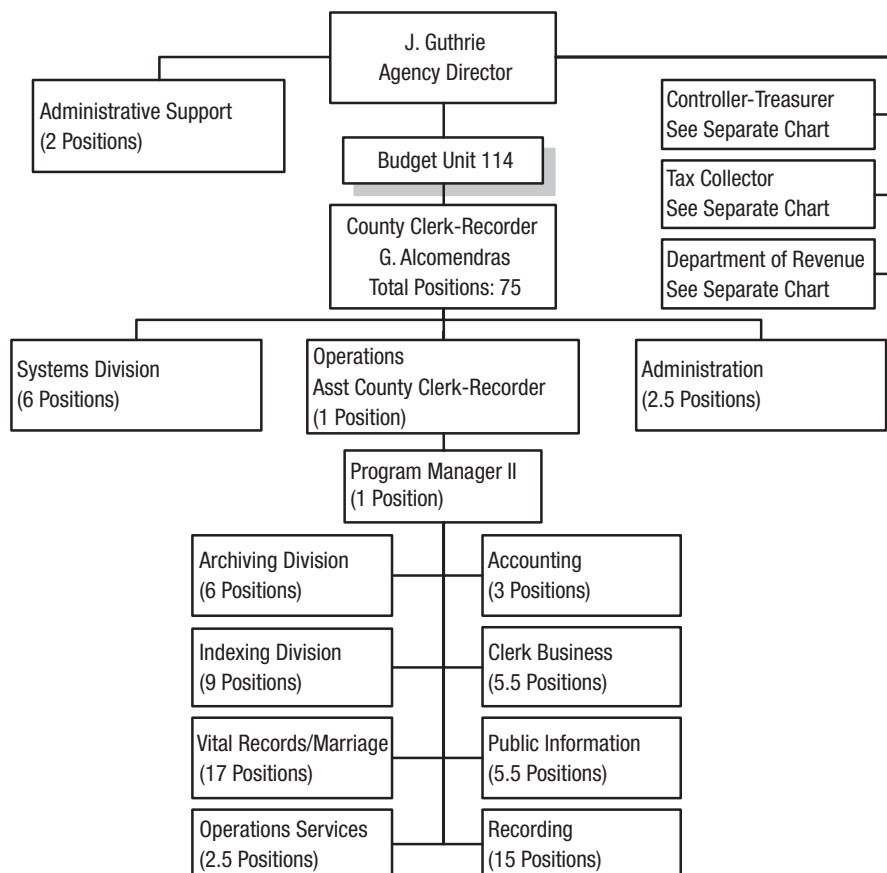 J. Guthrie
Agency Director
Administrative Support
(2 Positions)
Controller-Treasurer
See Separate Chart
Budget Unit 114
Tax Collector
See Separate Chart
County Clerk-Recorder
G. Alcomendras
Total Positions: 75
Department of Revenue
See Separate Chart
Systems Division
(6 Positions)
Operations
Asst County Clerk-Recorder
(1 Position)
Administration
(2.5 Positions)
Program Manager II
(1 Position)
Archiving Division
(6 Positions)
Accounting
(3 Positions)
Indexing Division
(9 Positions)
Clerk Business
(5.5 Positions)
Vital Records/Marriage
(17 Positions)
Public Information
(5.5 Positions)
Operations Services
(2.5 Positions)
Recording
(15 Positions)